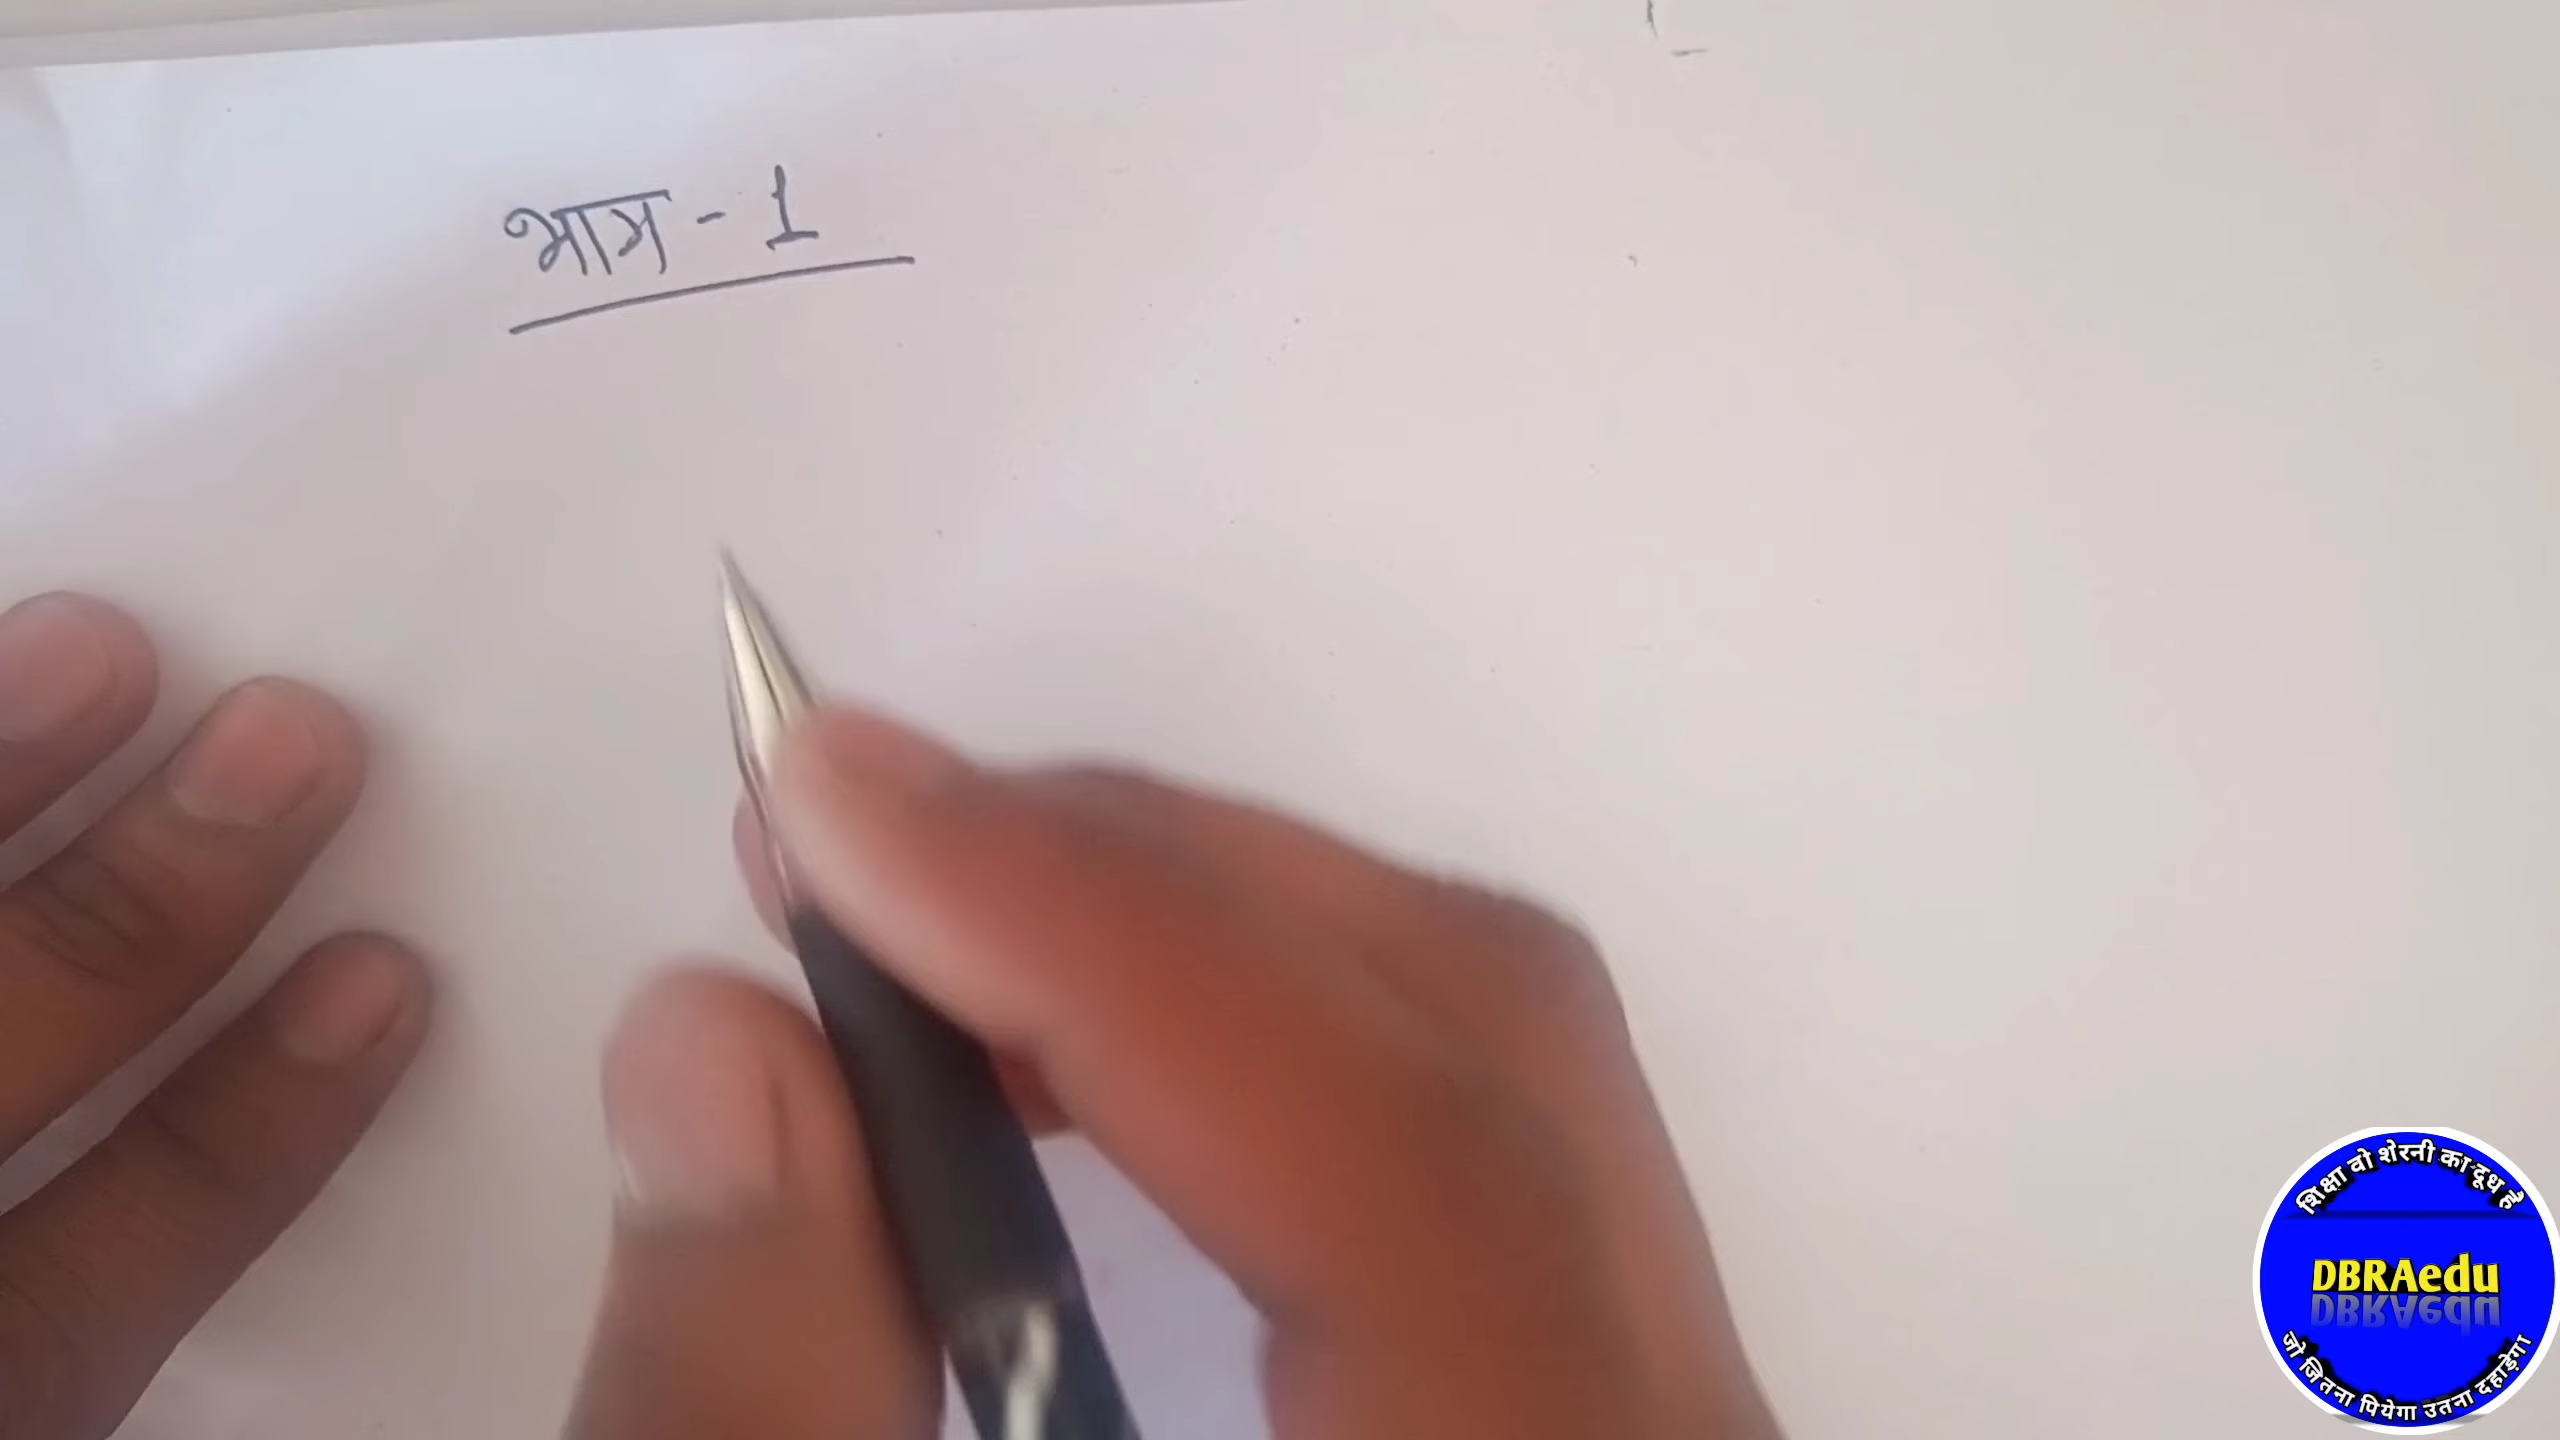 भाग - 1
शिक्षा वो शेरनी का दूध है
DBRAedu
जो जितना पियेगा उतना दहाड़ेगा